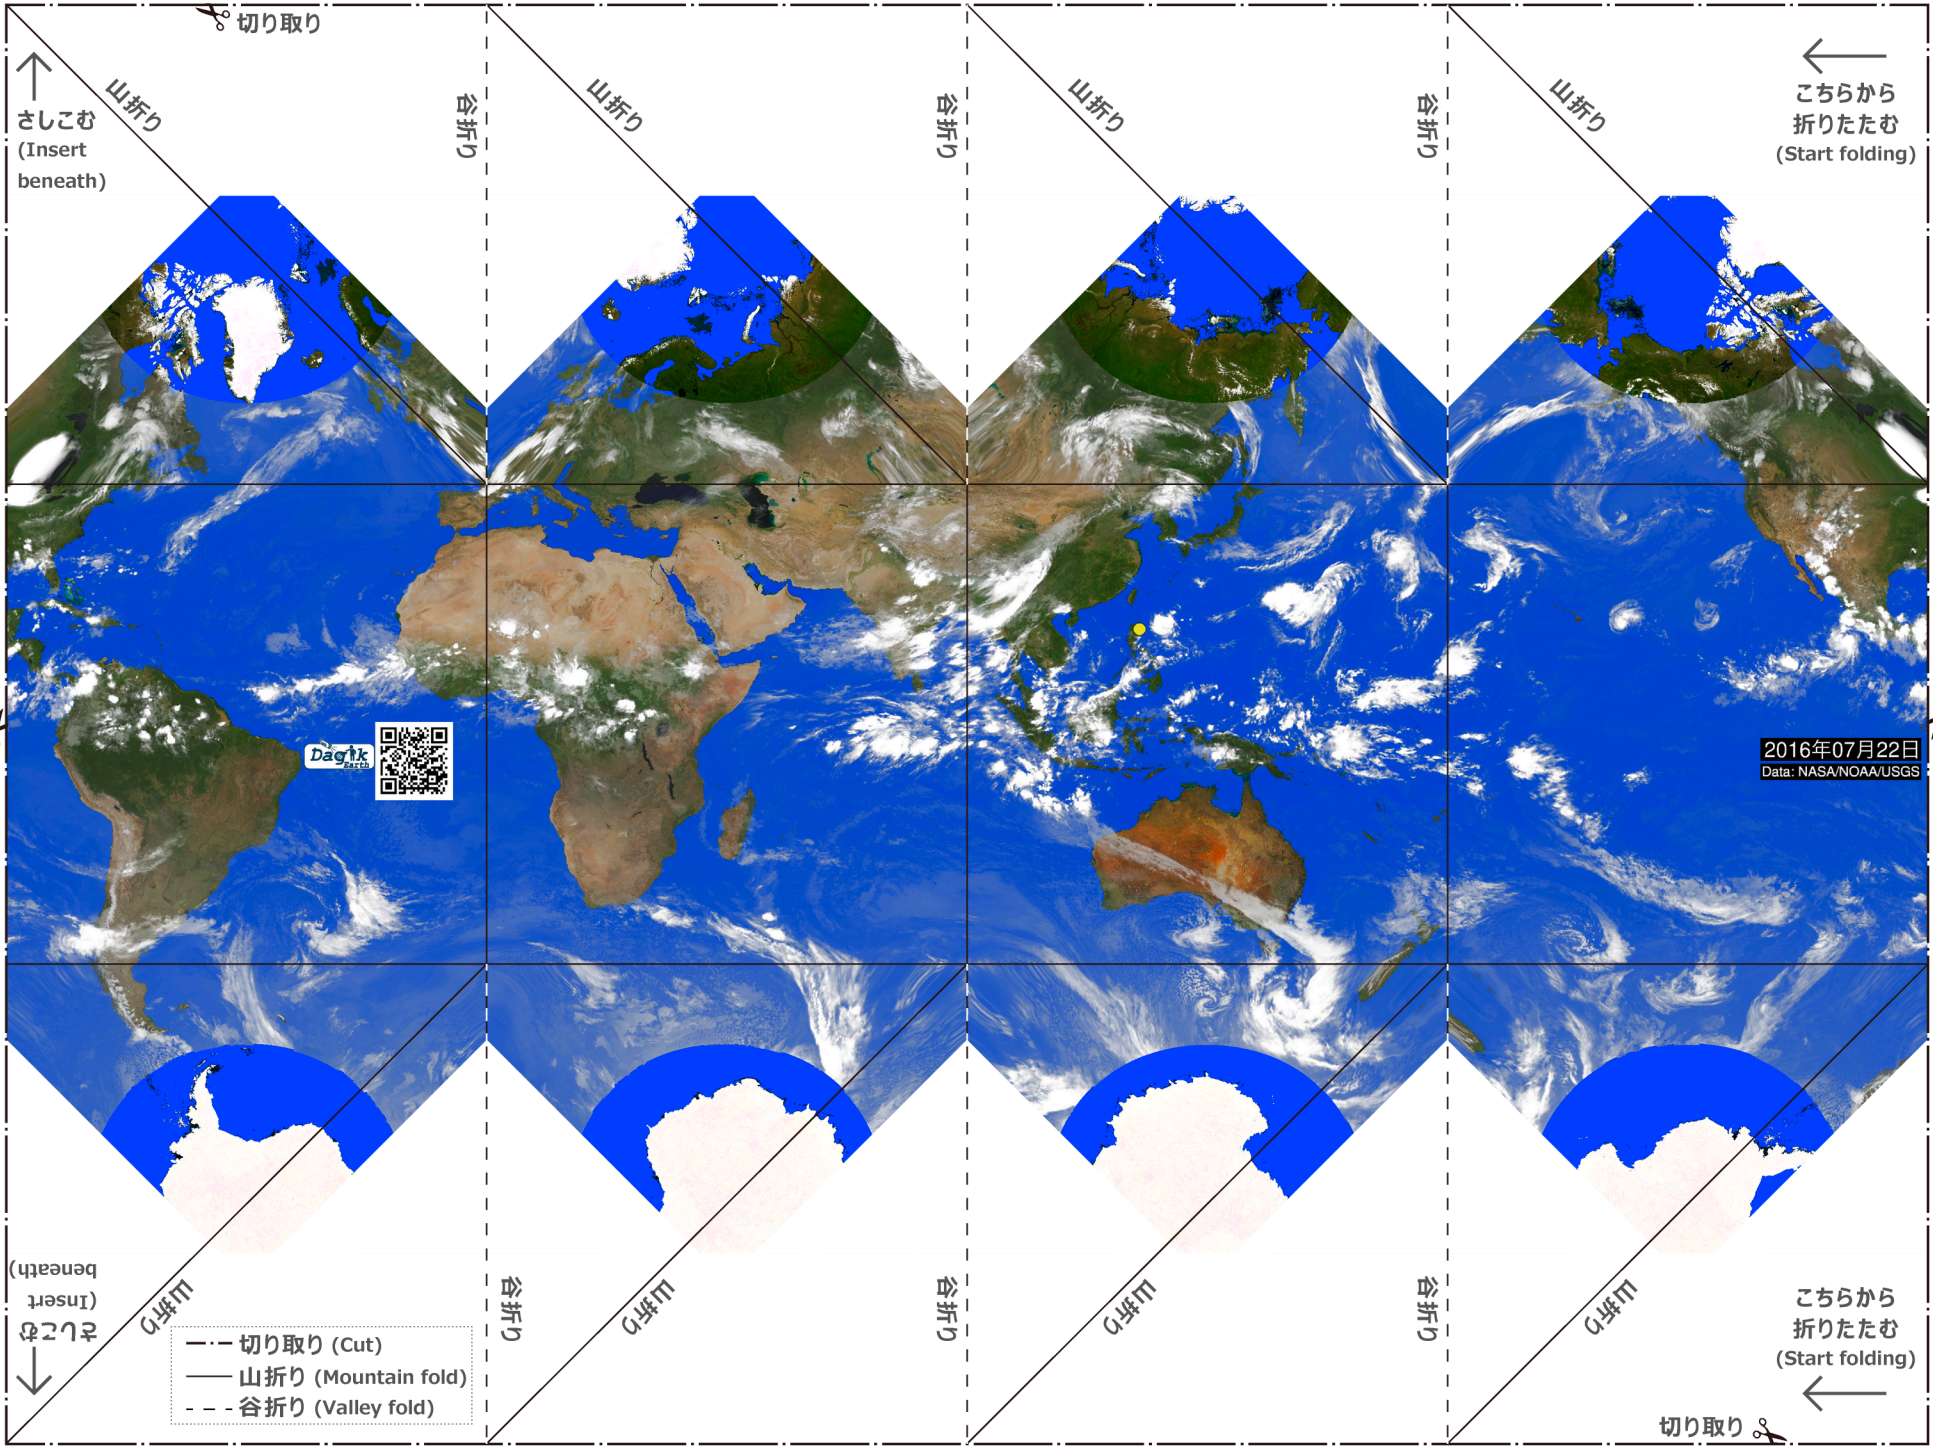 切り取り
山折り
谷折り
山折り
谷折り
山折り
谷折り
山折り
こちらから
折りたたむ
(Start folding)
さしこむ
(Insert
beneath)
Dagik
Earth
2016年07月22日
Data: NASA/NOAA/USGS
さしこむ
(Insert
beneath)
山折り
谷折り
山折り
谷折り
山折り
谷折り
山折り
こちらから
折りたたむ
(Start folding)
切り取り (Cut)
山折り (Mountain fold)
谷折り (Valley fold)
切り取り